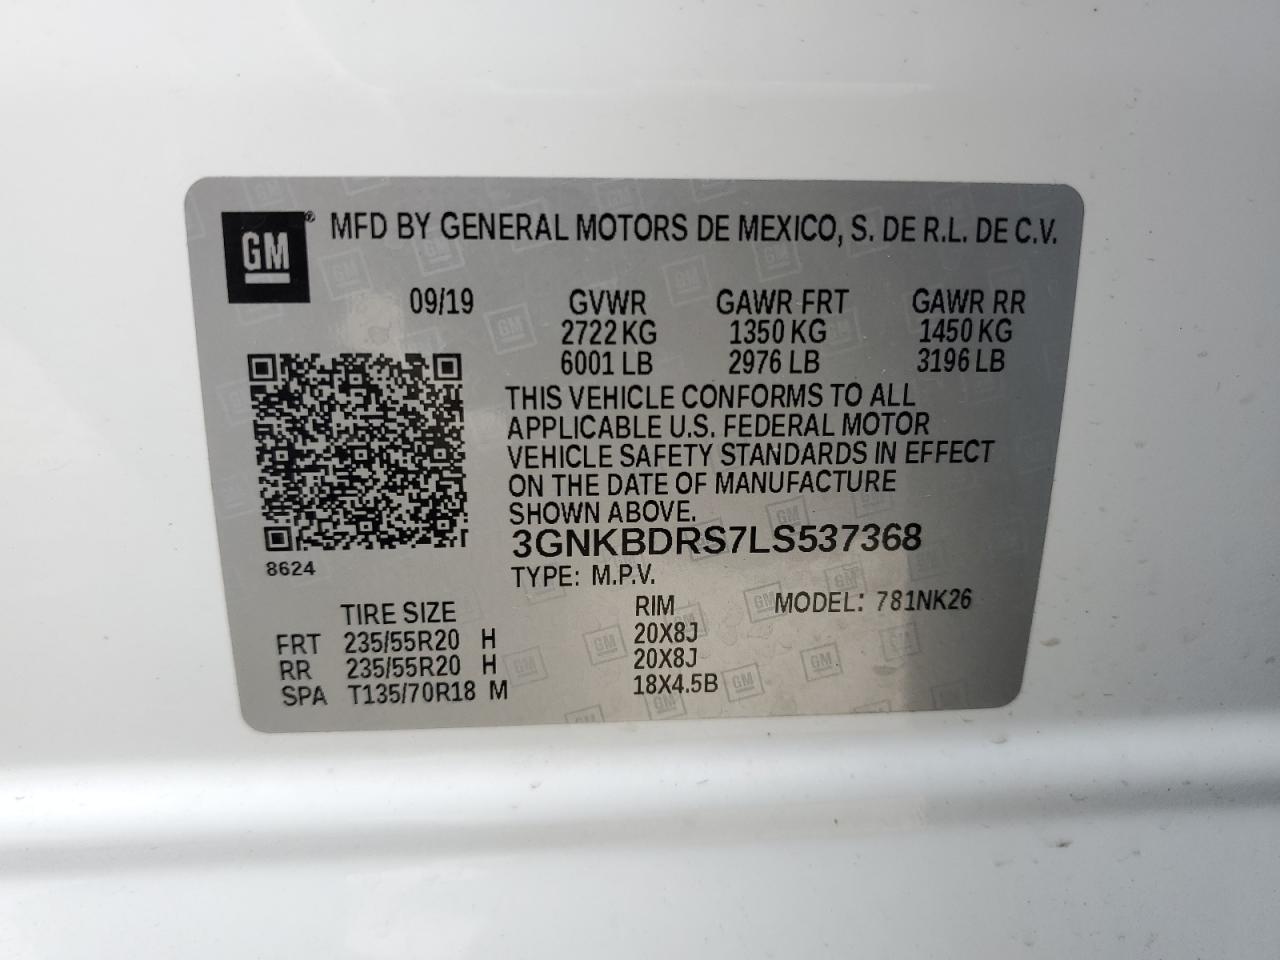 GM® MFD BY GENERAL MOTORS DE MEXICO, S. DE R.L. DE C.V.
09/19 GVWR GAWR FRT GAWR RR
2722 KG 1350 KG 1450 KG
6001 LB 2976 LB 3196 LB
THIS VEHICLE CONFORMS TO ALL
APPLICABLE U.S. FEDERAL MOTOR
VEHICLE SAFETY STANDARDS IN EFFECT
ON THE DATE OF MANUFACTURE
SHOWN ABOVE.
3GNKBDRS7LS537368
8624
TYPE: M.P.V.
TIRE SIZE RIM MODEL: 781NK26
FRT 235/55R20 H 20X8J
RR 235/55R20 H 20X8J
SPA T135/70R18 M 18X4.5B